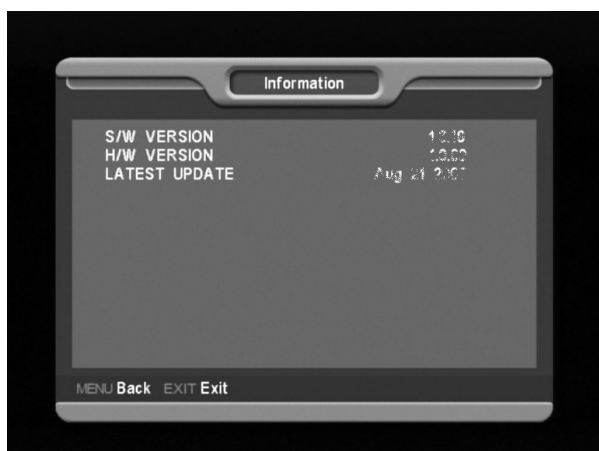 Information
S/W VERSION
H/W VERSION
LATEST UPDATE Aug 21
MENU Back EXIT Exit